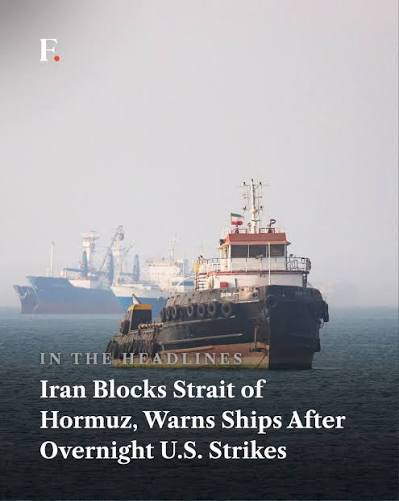 F.
IN THE HEADLINES
Iran Blocks Strait of
Hormuz, Warns Ships After
Overnight U.S. Strikes